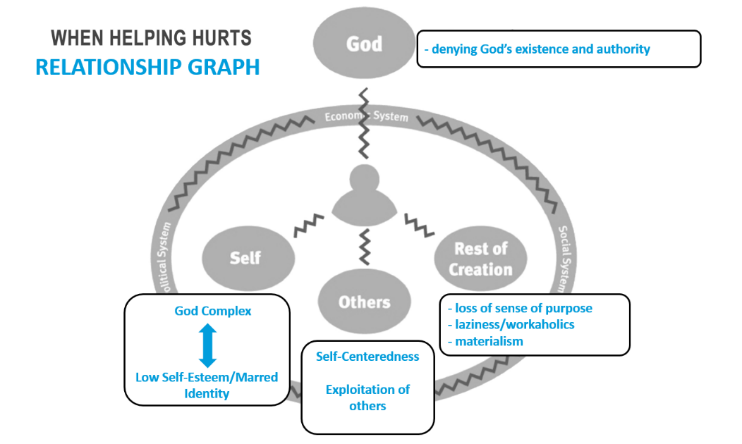 WHEN HELPING HURTS
RELATIONSHIP GRAPH
God
- denying God's existence and authority
Economic System
Political System
Social System
Self
Others
Rest of
Creation
God Complex
Low Self-Esteem/Marred
Identity
Self-Centeredness
Exploitation of
others
- loss of sense of purpose
- laziness/workaholics
- materialism